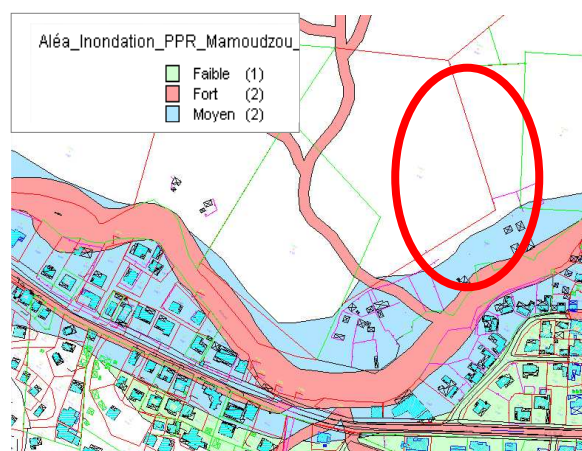 Aléa_Inondation_PPR_Mamoudzou_
Faible (1)
Fort (2)
Moyen (2)